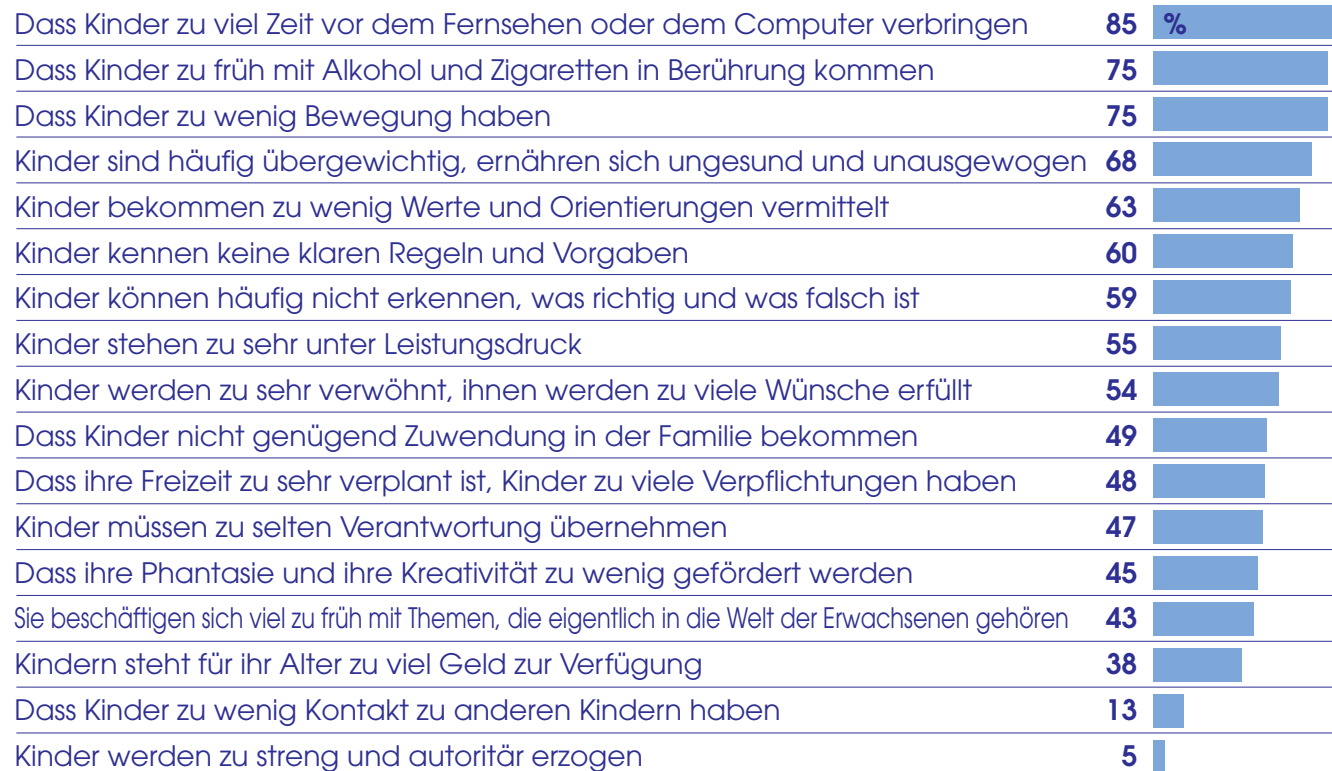 Dass Kinder zu viel Zeit vor dem Fernsehen oder dem Computer verbringen 85 %
Dass Kinder zu früh mit Alkohol und Zigaretten in Berührung kommen 75
Dass Kinder zu wenig Bewegung haben 75
Kinder sind häufig übergewichtig, ernähren sich ungesund und unausgewogen 68
Kinder bekommen zu wenig Werte und Orientierungen vermittelt 63
Kinder kennen keine klaren Regeln und Vorgaben 60
Kinder können häufig nicht erkennen, was richtig und was falsch ist 59
Kinder stehen zu sehr unter Leistungsdruck 55
Kinder werden zu sehr verwöhnt, ihnen werden zu viele Wünsche erfüllt 54
Dass Kinder nicht genügend Zuwendung in der Familie bekommen 49
Dass ihre Freizeit zu sehr verplant ist, Kinder zu viele Verpflichtungen haben 48
Kinder müssen zu selten Verantwortung übernehmen 47
Dass ihre Phantasie und ihre Kreativität zu wenig gefördert werden 45
Sie beschäftigen sich viel zu früh mit Themen, die eigentlich in die Welt der Erwachsenen gehören 43
Kindern steht für ihr Alter zu viel Geld zur Verfügung 38
Dass Kinder zu wenig Kontakt zu anderen Kindern haben 13
Kinder werden zu streng und autoritär erzogen 5